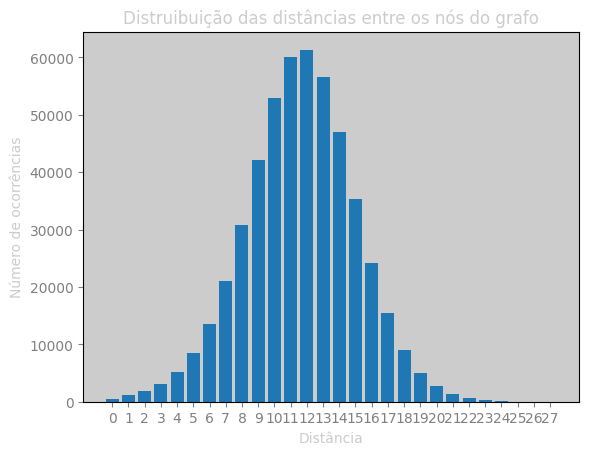 Distruibuição das distâncias entre os nós do grafo
Número de ocorrências
60000
50000
40000
30000
20000
10000
0
0 1 2 3 4 5 6 7 8 9 10 11 12 13 14 15 16 17 18 19 20 21 22 23 24 25 26 27
Distância